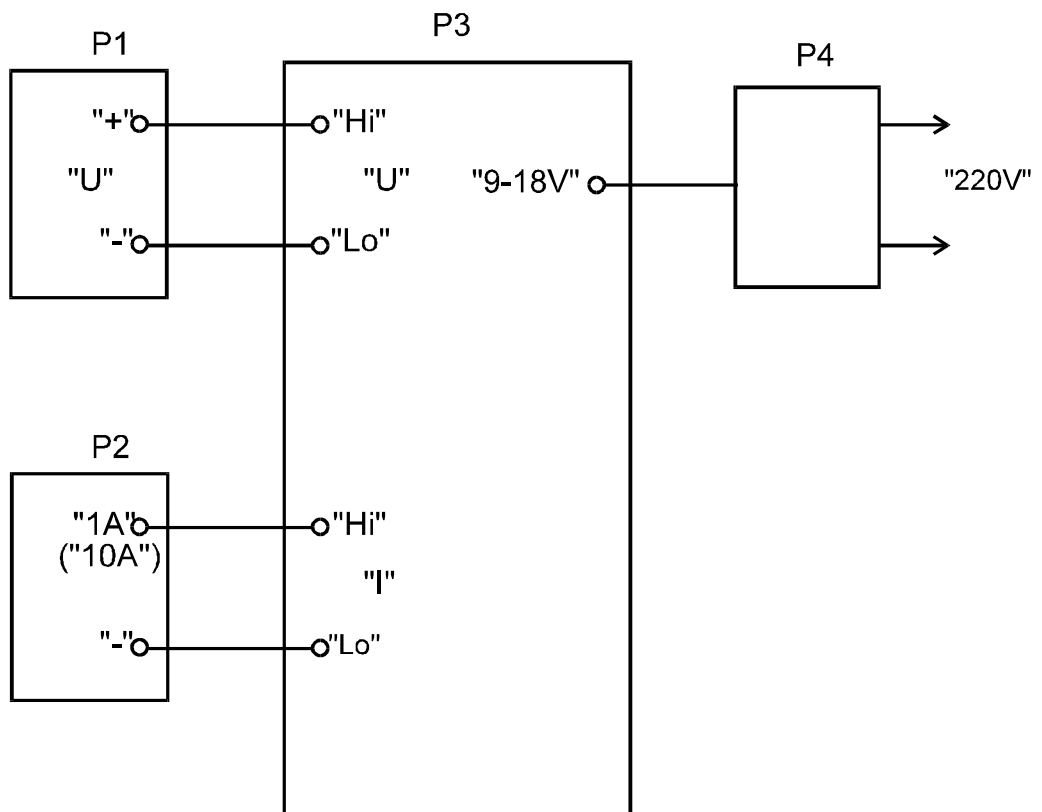 P1
P3
P4
"+"
"Hi"
"U"
"U"
"9-18V"
"220V"
"-"
"Lo"
P2
"1A"
("10A")
"Hi"
"I"
"-"
"Lo"